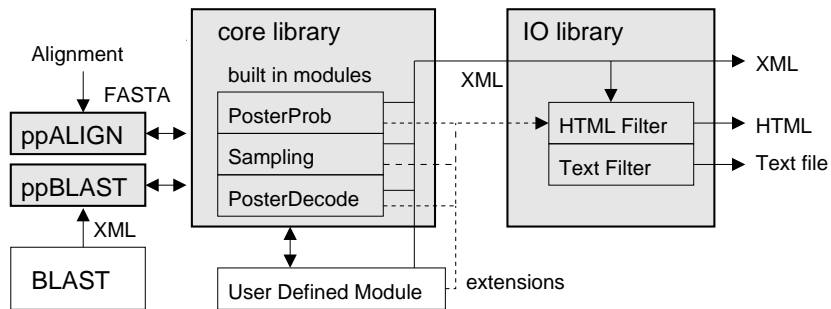 core library
IO library
Alignment
built in modules
XML
XML
FASTA
PosterProb
HTML Filter
HTML
ppALIGN
Sampling
Text Filter
Text file
ppBLAST
PosterDecode
XML
BLAST
User Defined Module
extensions